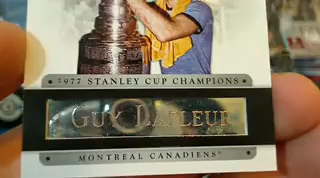 1977 STANLEY CUP CHAMPIONS
GUY LAFLEUR
MONTREAL CANADIENS®